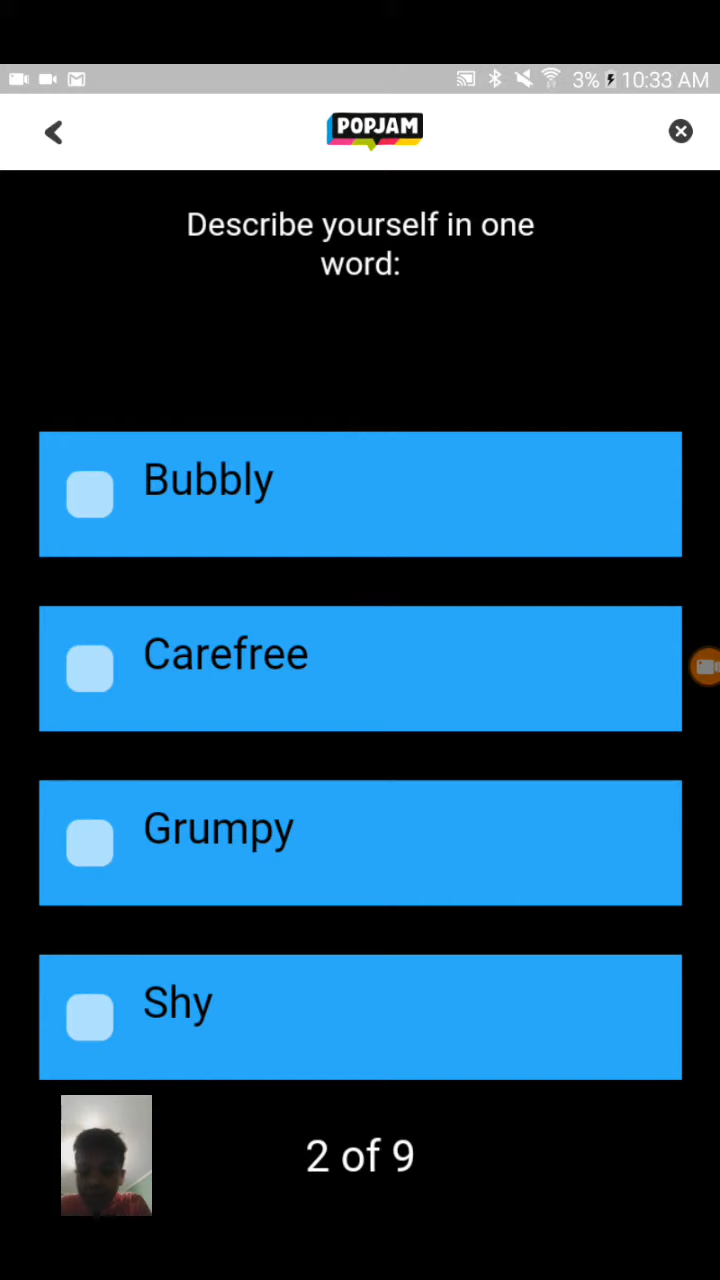 3% 10:33 AM
POPJAM
Describe yourself in one
word:
Bubbly
Carefree
Grumpy
Shy
2 of 9